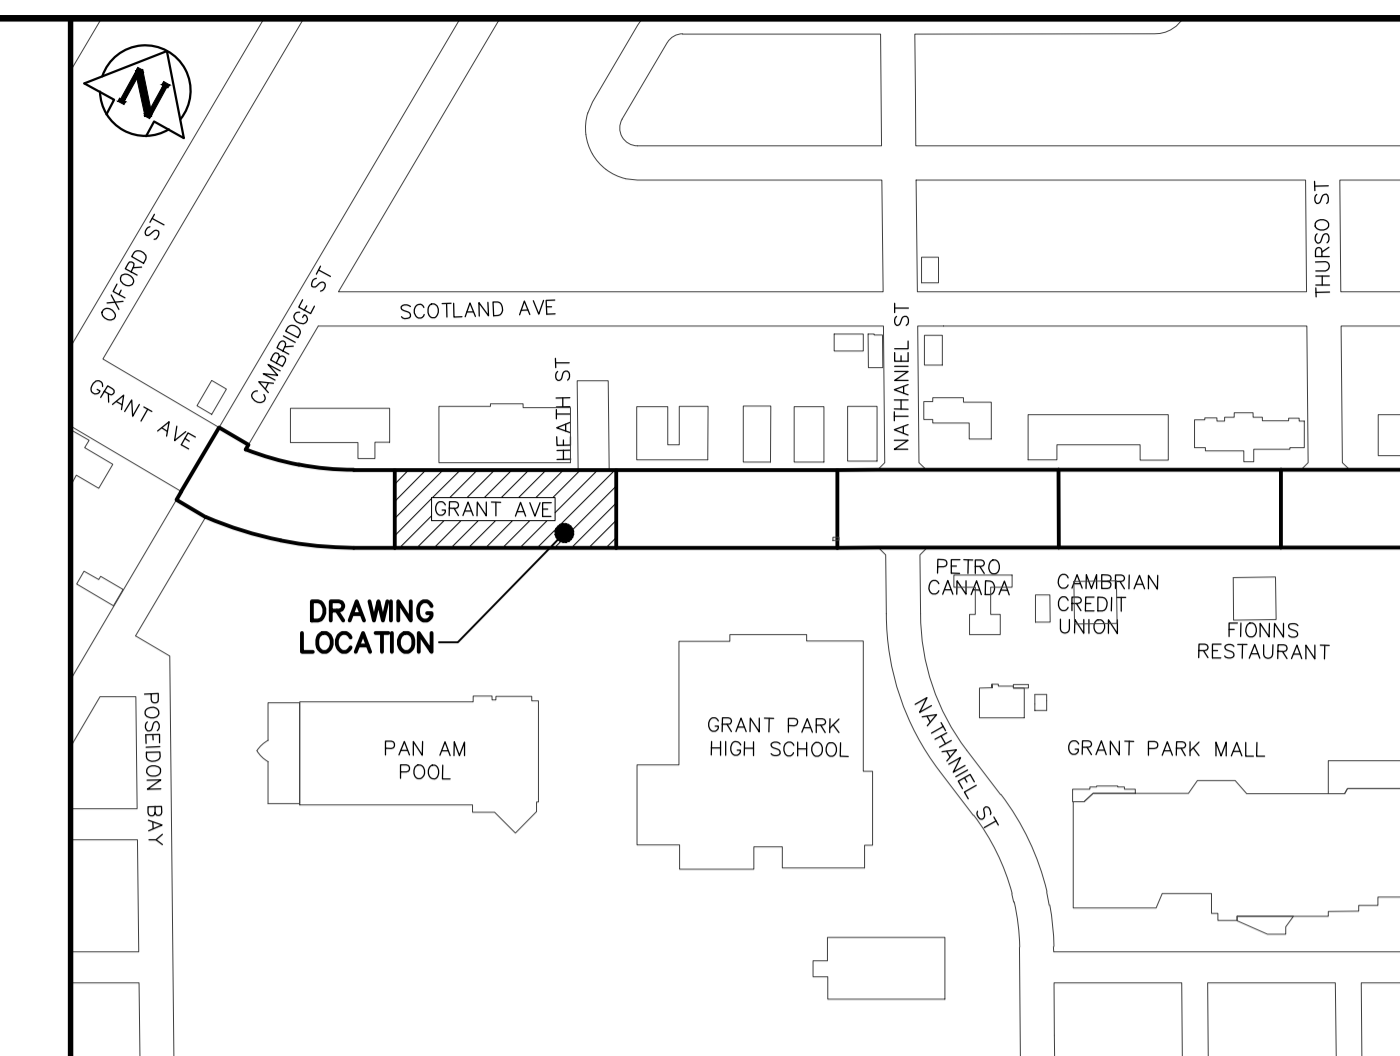 N
OXFORD ST
CAMBRIDGE ST
SCOTLAND AVE
THURSO ST
NATHANIEL ST
HEATH ST
GRANT AVE
GRANT AVE
DRAWING
LOCATION
PETRO
CANADA
CAMBRIAN
CREDIT
UNION
FIONNS
RESTAURANT
POSEIDON BAY
PAN AM
POOL
GRANT PARK
HIGH SCHOOL
NATHANIEL ST
GRANT PARK MALL